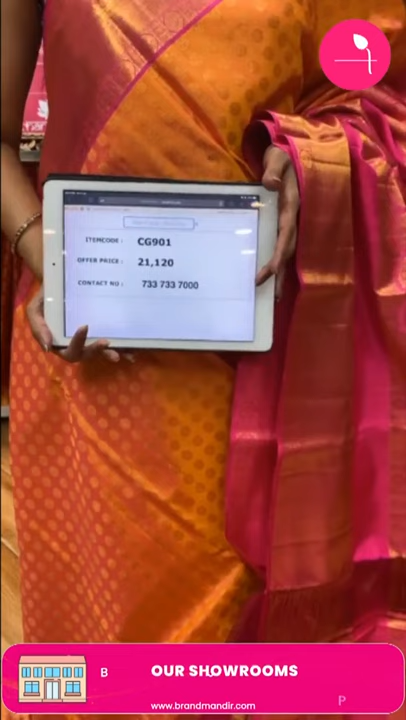 ITEMCODE : CG901
OFFER PRICE : 21,120
CONTACT NO : 733 733 7000
B
OUR SHOWROOMS
P
www.brandmandir.com